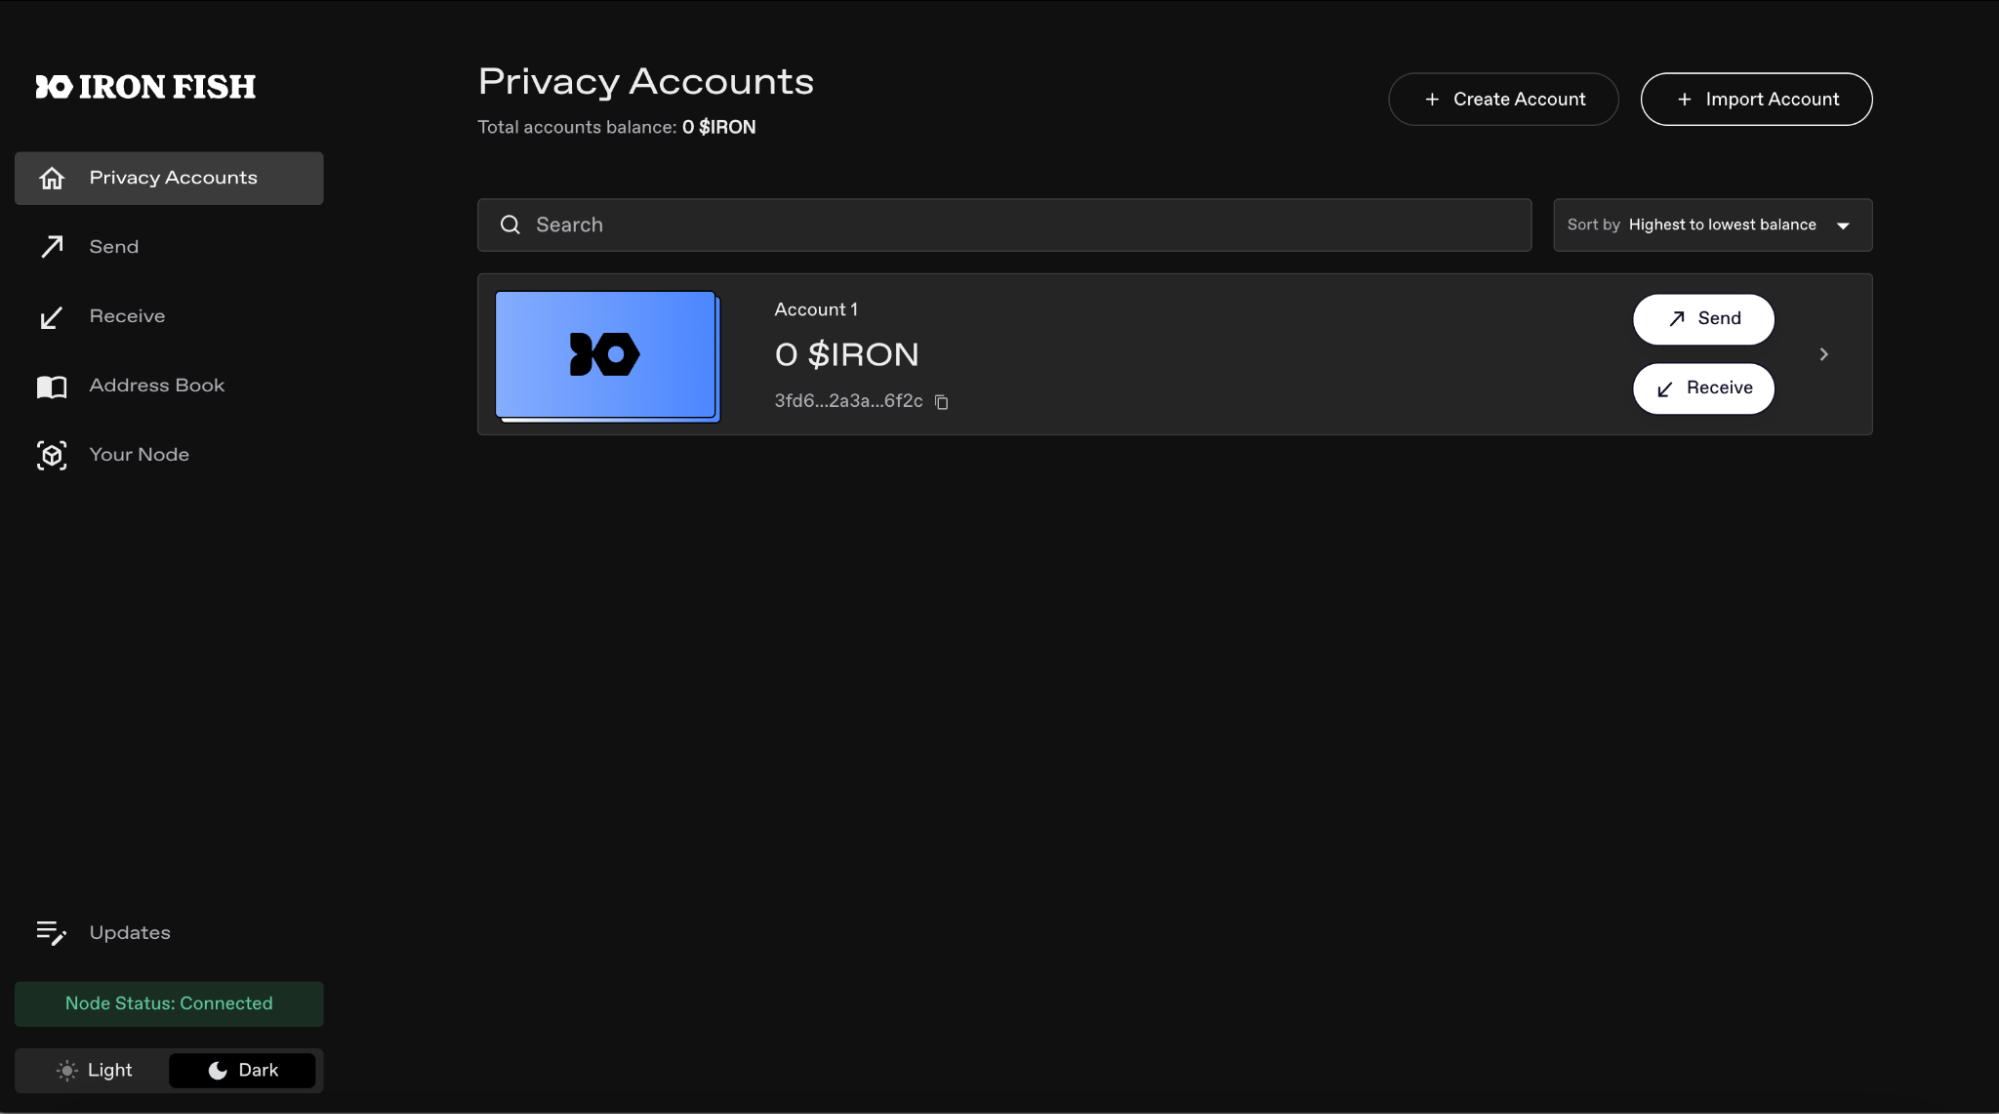 IRON FISH
Privacy Accounts
Send
Receive
Address Book
Your Node
Updates
Node Status: Connected
Light
Dark
Privacy Accounts
Total accounts balance: 0 $IRON
+ Create Account
+ Import Account
Search
Sort by Highest to lowest balance
Account 1
0 $IRON
3fd6...2a3a...6f2c
Send
Receive